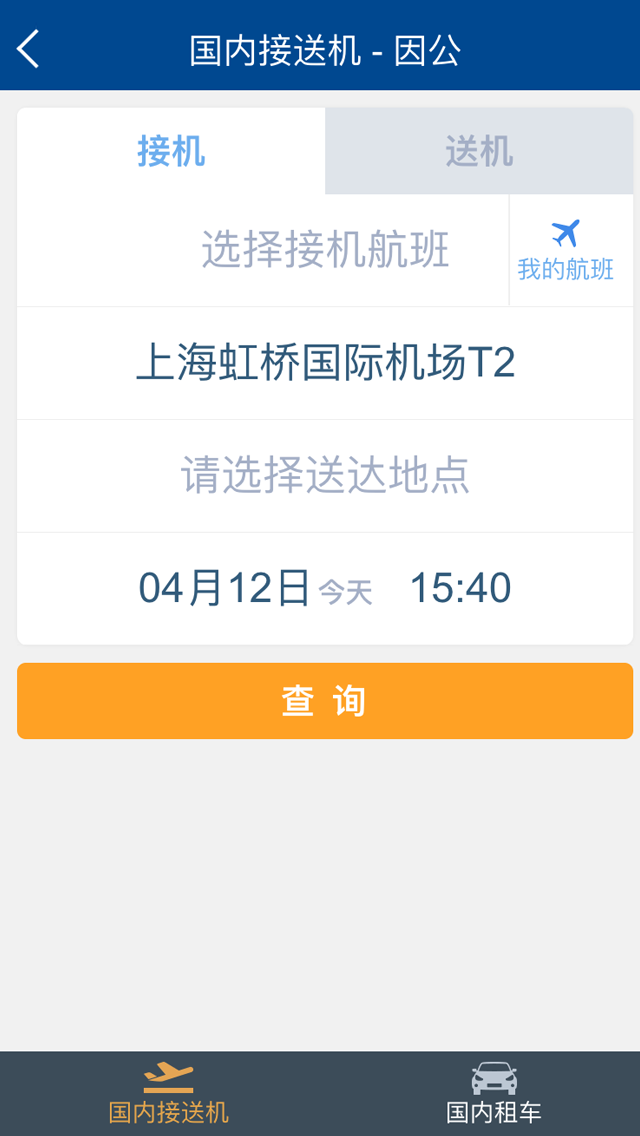 国内接送机 - 因公
接机
送机
选择接机航班
我的航班
上海虹桥国际机场T2
请选择送达地点
04月12日 今天 15:40
查 询
国内接送机
国内租车